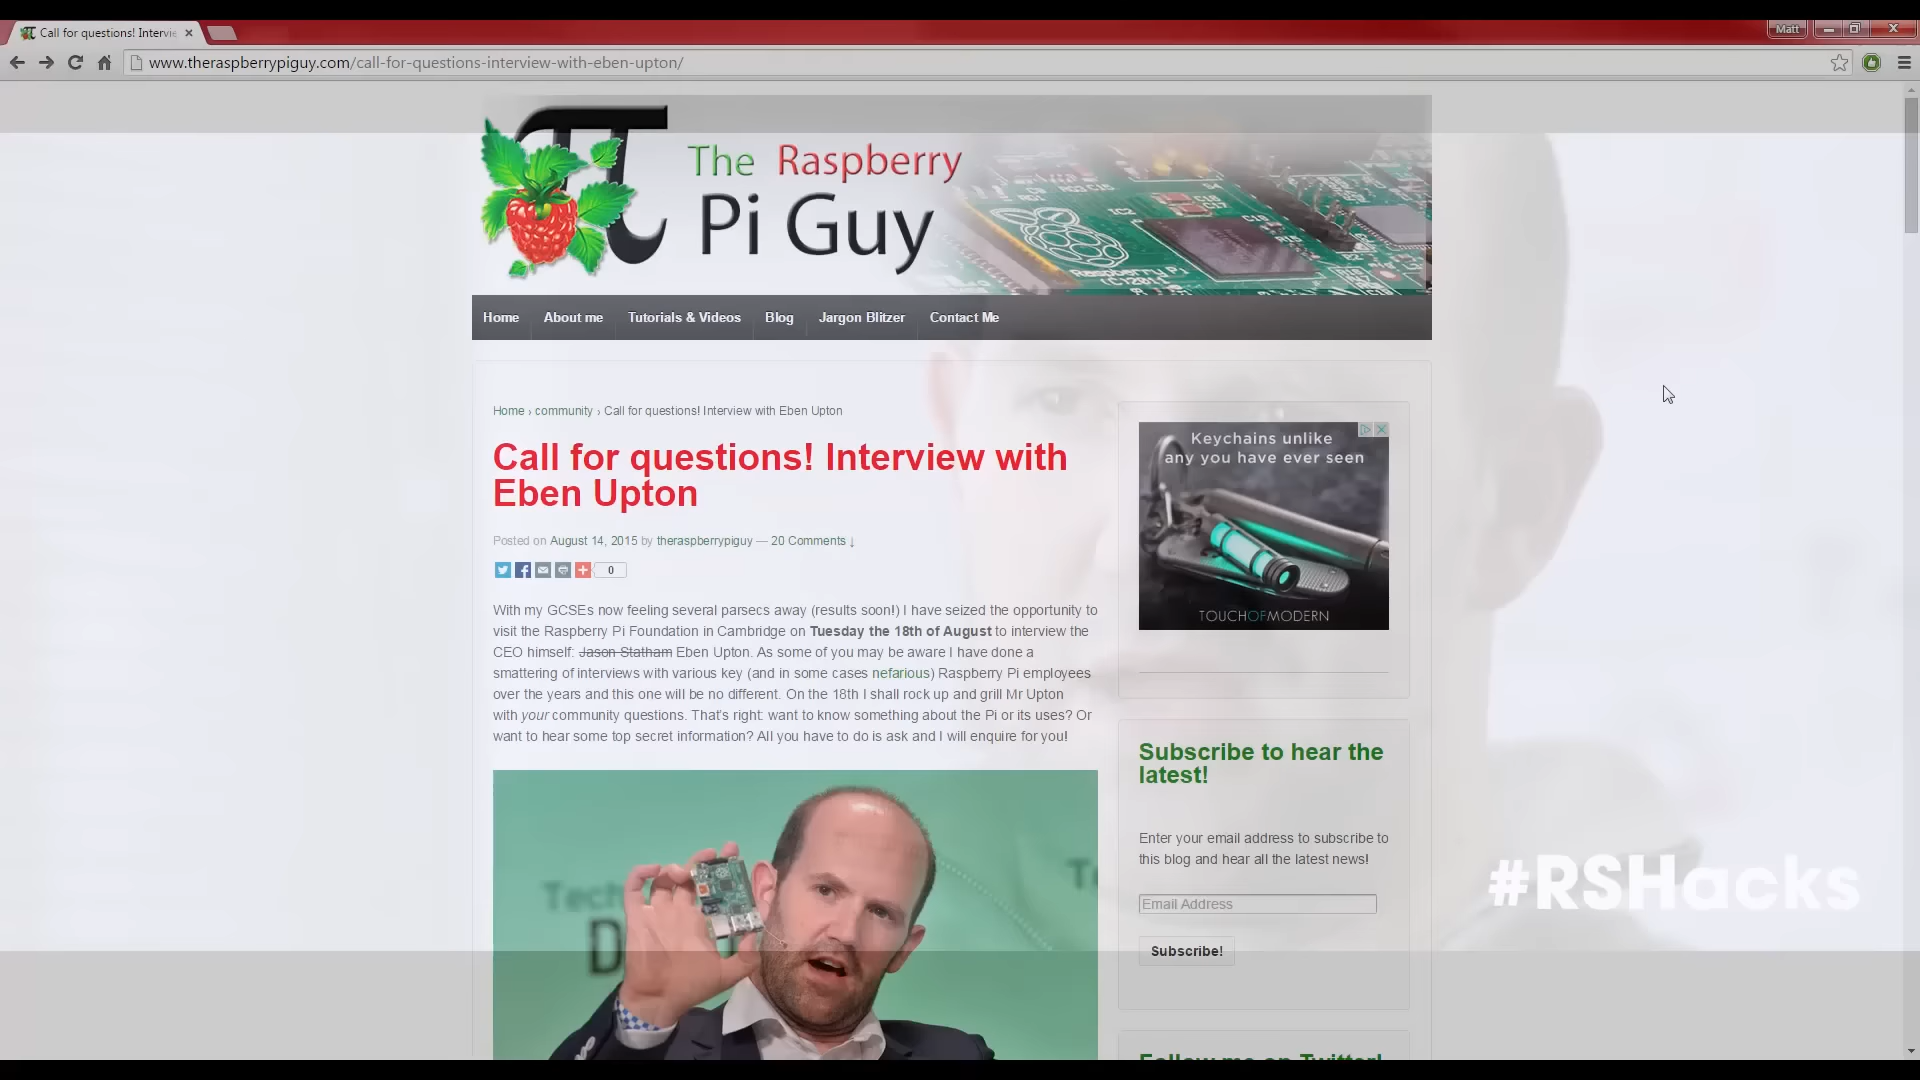 Call for questions! Intervie
Matt
www.theraspberrypiguy.com/call-for-questions-interview-with-eben-upton/
The Raspberry
Pi Guy
IC2
Raspberry Pi
Home About me Tutorials & Videos Blog Jargon Blitzer Contact Me
Home › community › Call for questions! Interview with Eben Upton
Call for questions! Interview with
Eben Upton
Posted on August 14, 2015 by theraspberrypiguy — 20 Comments ↓
0
With my GCSEs now feeling several parsecs away (results soon!) I have seized the opportunity to
visit the Raspberry Pi Foundation in Cambridge on Tuesday the 18th of August to interview the
CEO himself: Jason Statham Eben Upton. As some of you may be aware I have done a
smattering of interviews with various key (and in some cases nefarious) Raspberry Pi employees
over the years and this one will be no different. On the 18th I shall rock up and grill Mr Upton
with your community questions. That's right: want to know something about the Pi or its uses? Or
want to hear some top secret information? All you have to do is ask and I will enquire for you!
Tech
D
Keychains unlike
any you have ever seen
TOUCHOFMODERN
Subscribe to hear the
latest!
Enter your email address to subscribe to
this blog and hear all the latest news!
Email Address
Subscribe!
Follow me on Twitter!
#RSHacks